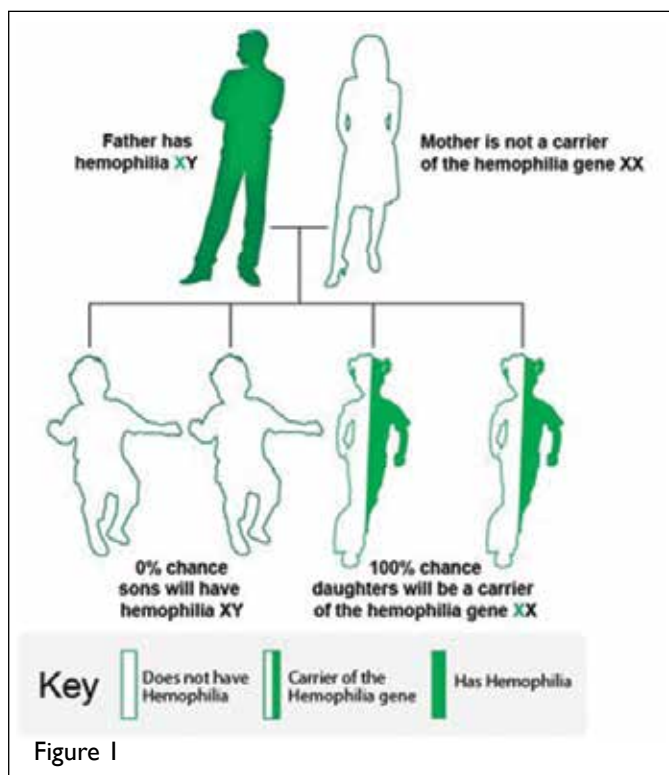 Father has
hemophilia XY
Mother is not a carrier
of the hemophilia gene XX
0% chance
sons will have
hemophilia XY
100% chance
daughters will be a carrier
of the hemophilia gene XX
Key
Does not have
Hemophilia
Carrier of the
Hemophilia gene
Has Hemophilia
Figure 1